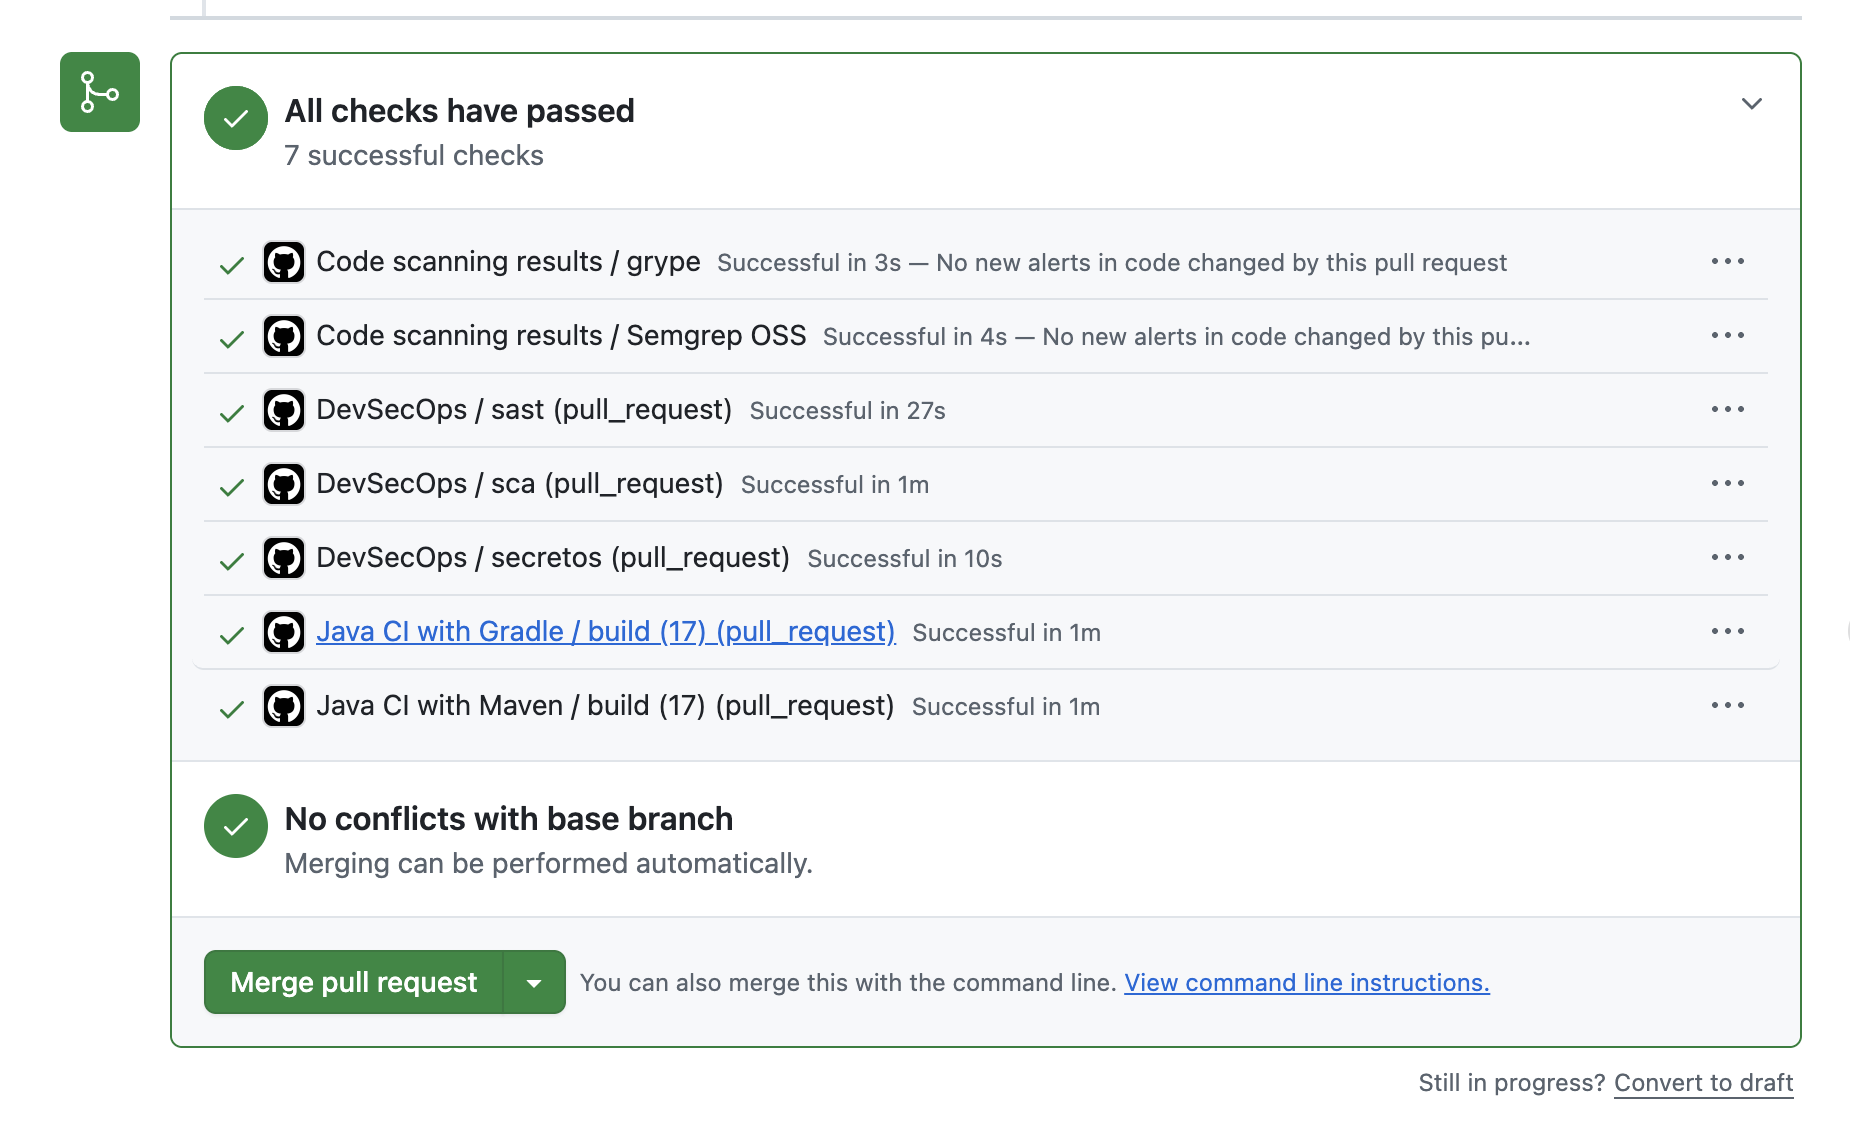 All checks have passed
7 successful checks
Code scanning results / grype Successful in 3s — No new alerts in code changed by this pull request
Code scanning results / Semgrep OSS Successful in 4s — No new alerts in code changed by this pu...
DevSecOps / sast (pull_request) Successful in 27s
DevSecOps / sca (pull_request) Successful in 1m
DevSecOps / secretos (pull_request) Successful in 10s
Java CI with Gradle / build (17) (pull_request) Successful in 1m
Java CI with Maven / build (17) (pull_request) Successful in 1m
No conflicts with base branch
Merging can be performed automatically.
Merge pull request You can also merge this with the command line. View command line instructions.
Still in progress? Convert to draft